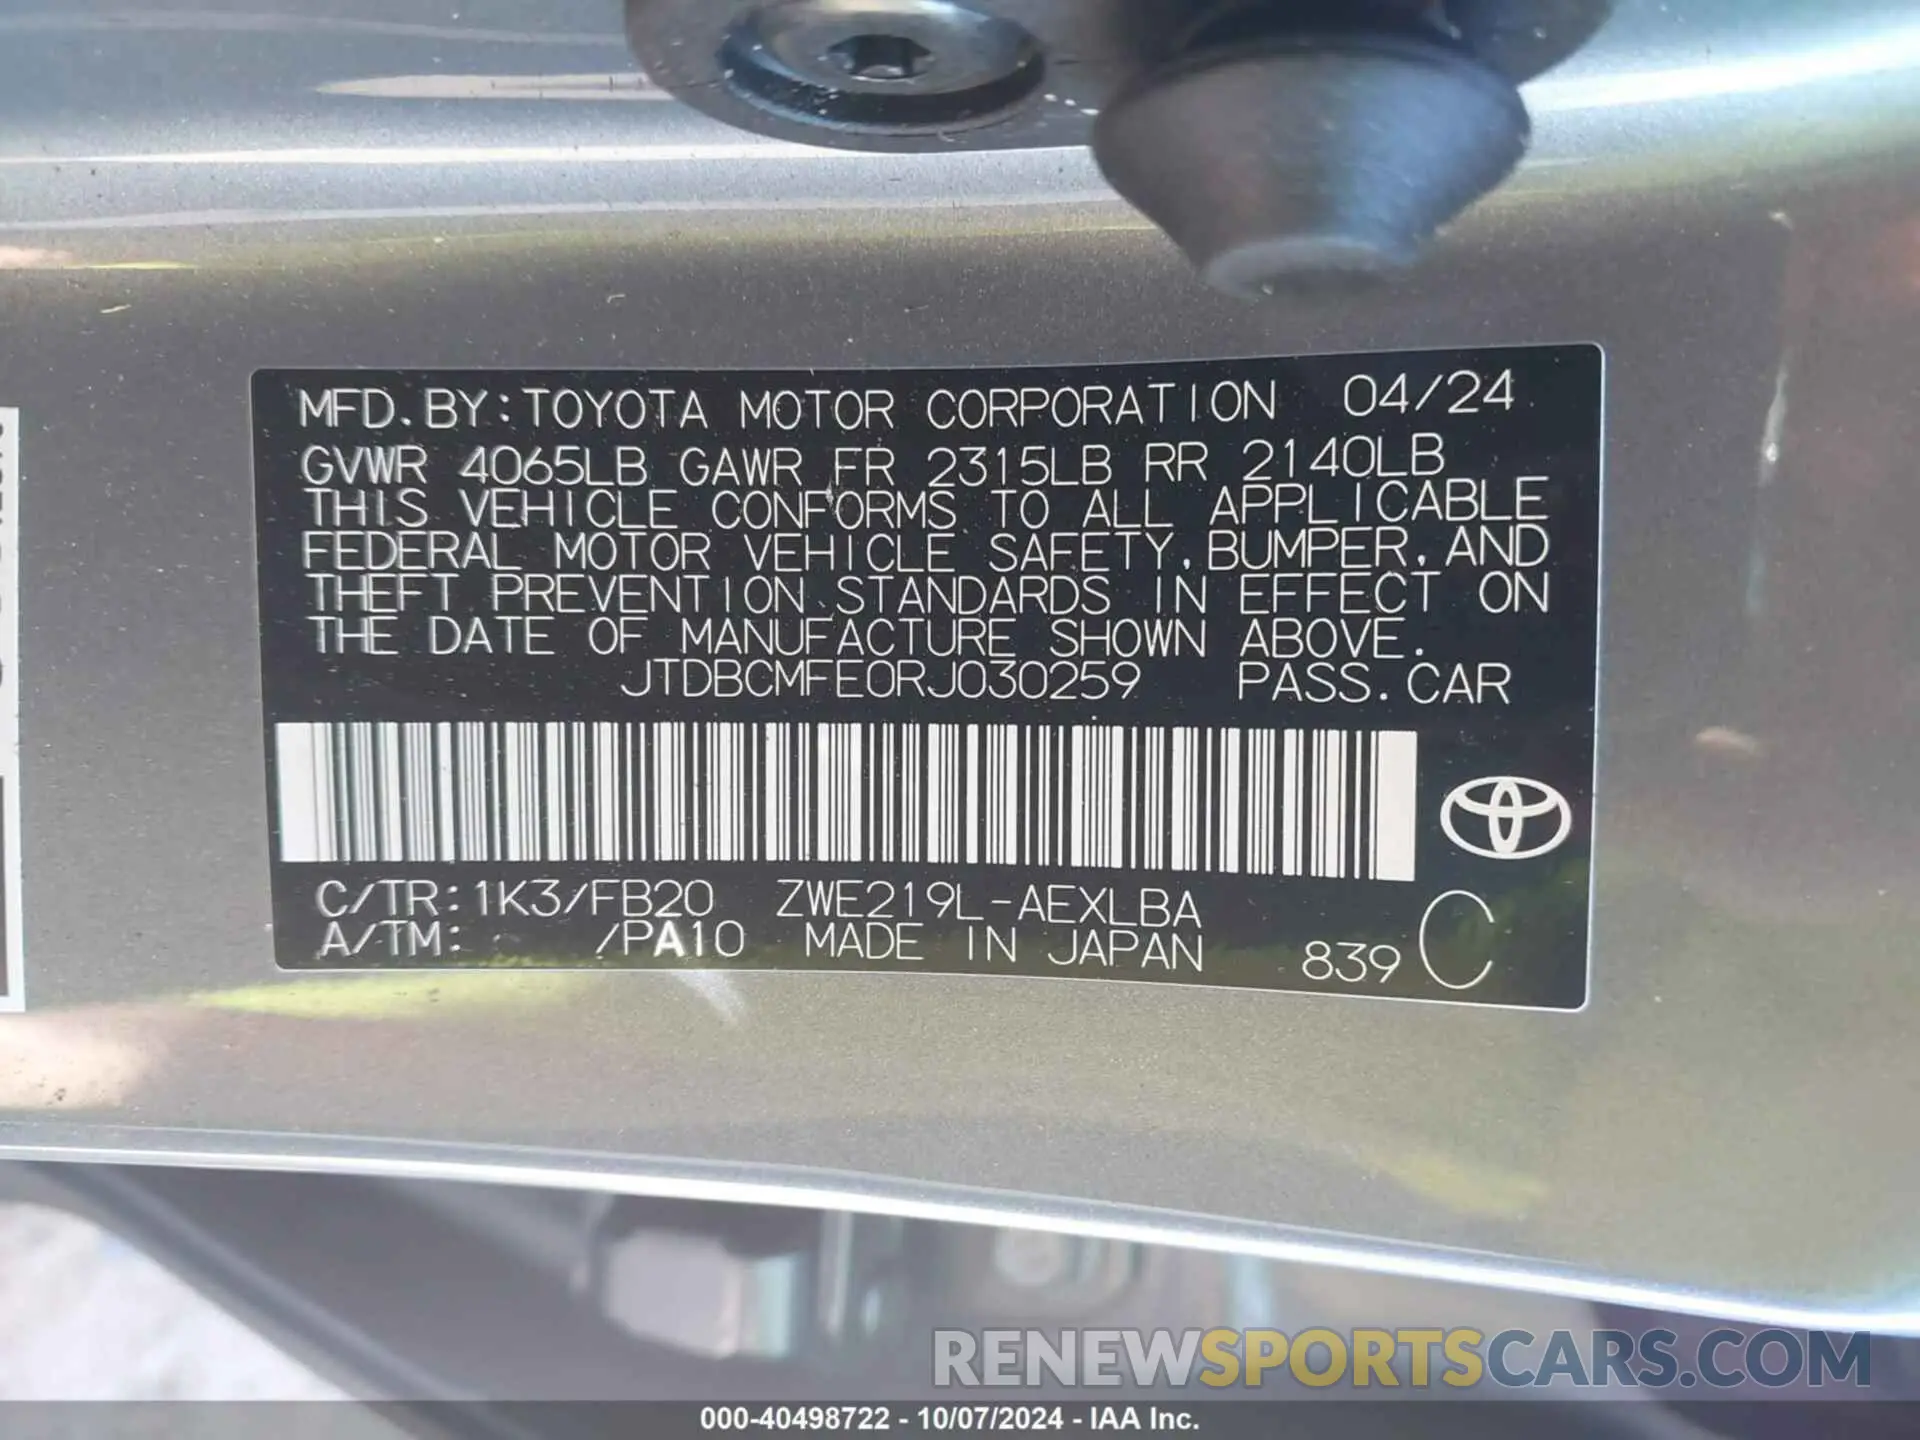 MFD.BY:TOYOTA MOTOR CORPORATION 04/24
GVWR 4065LB GAWR FR 2315LB RR 2140LB
THIS VEHICLE CONFORMS TO ALL APPLICABLE
FEDERAL MOTOR VEHICLE SAFETY, BUMPER, AND
THEFT PREVENTION STANDARDS IN EFFECT ON
THE DATE OF MANUFACTURE SHOWN ABOVE.
JTDBCMFE0RJ030259 PASS.CAR
C/TR:1K3/FB20 ZWE219L-AEXLBA
A/TM: /PA10 MADE IN JAPAN 839 C
RENEWSPORTSCARS.COM
000-40498722 - 10/07/2024 - IAA Inc.